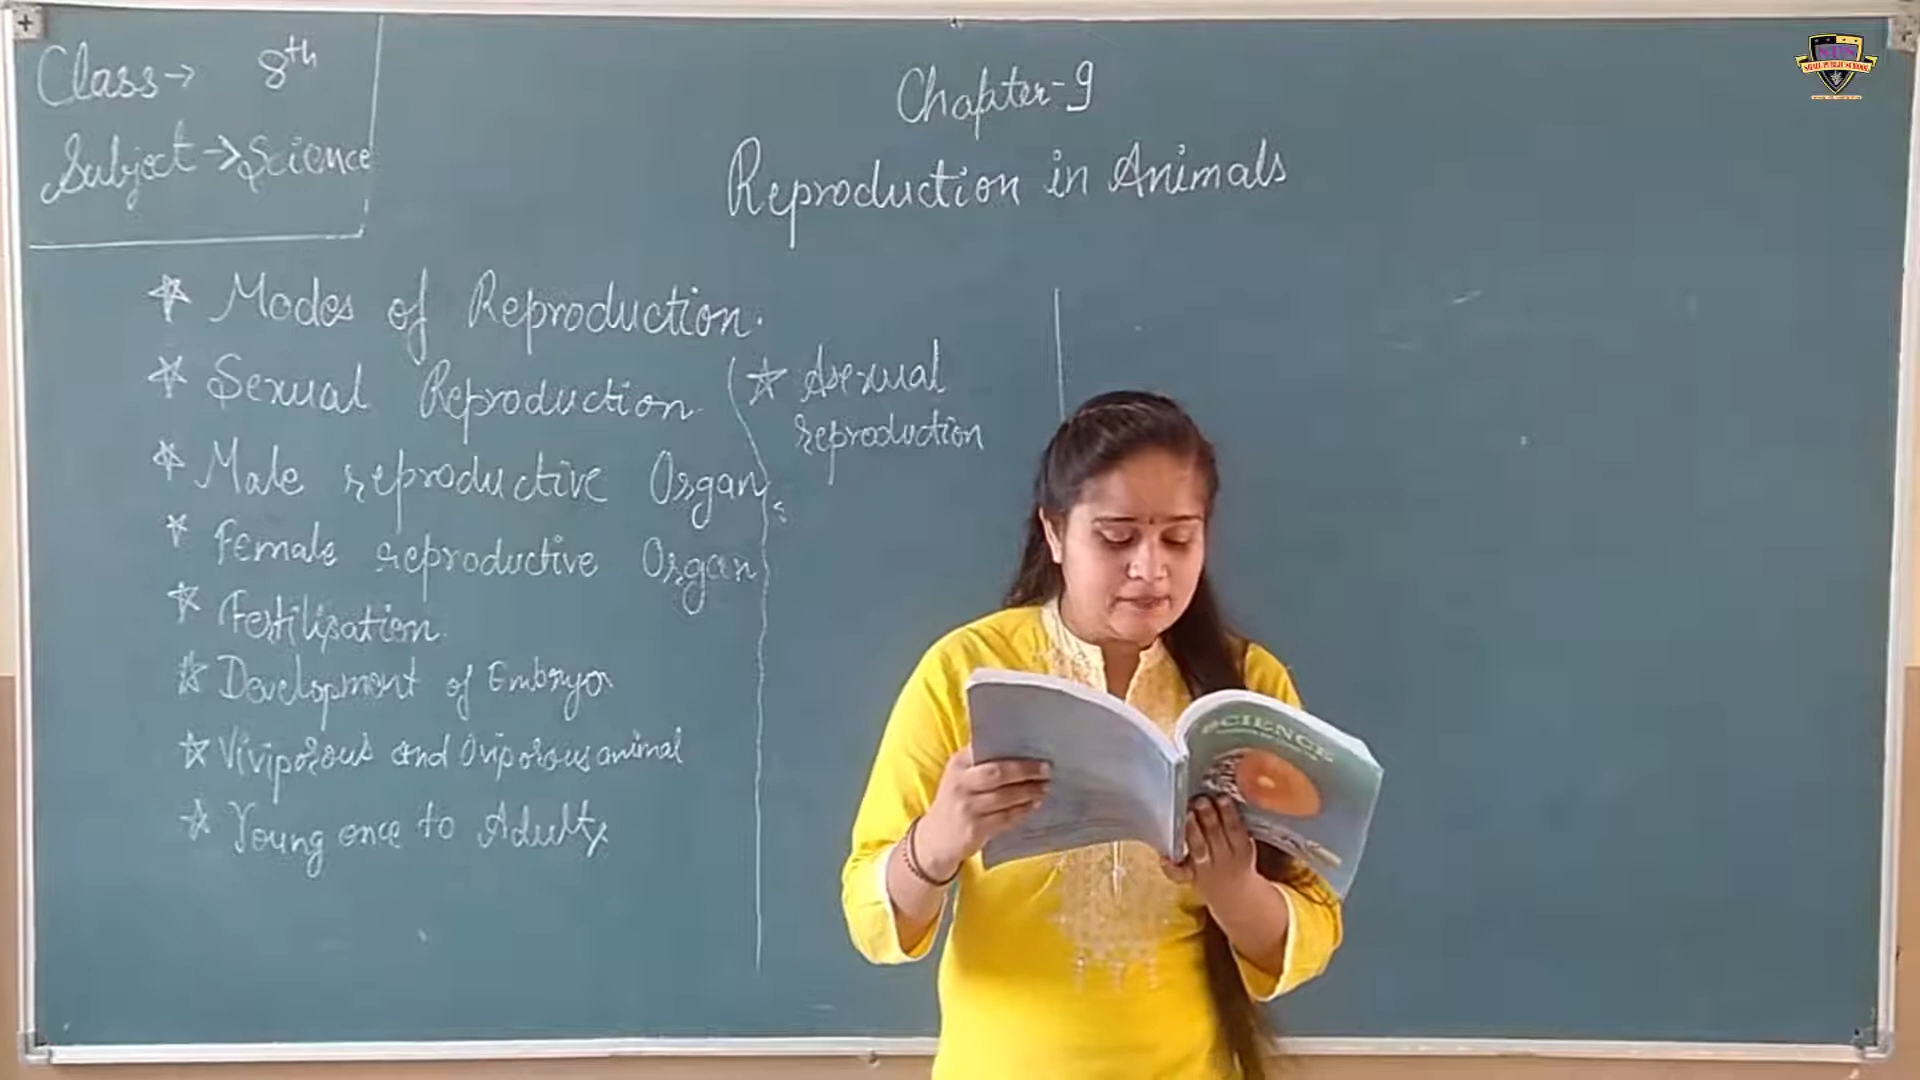 Class → 8th
Subject → Science
Chapter-9
Reproduction in Animals
* Modes of Reproduction.
* Sexual Reproduction
* Male reproductive Organ
* Female reproductive Organ
* Fertilisation.
* Development of Embryo
* Viviporous and Oviporous animal
* Young once to Adult
* Asexual
reproduction
SCIENCE